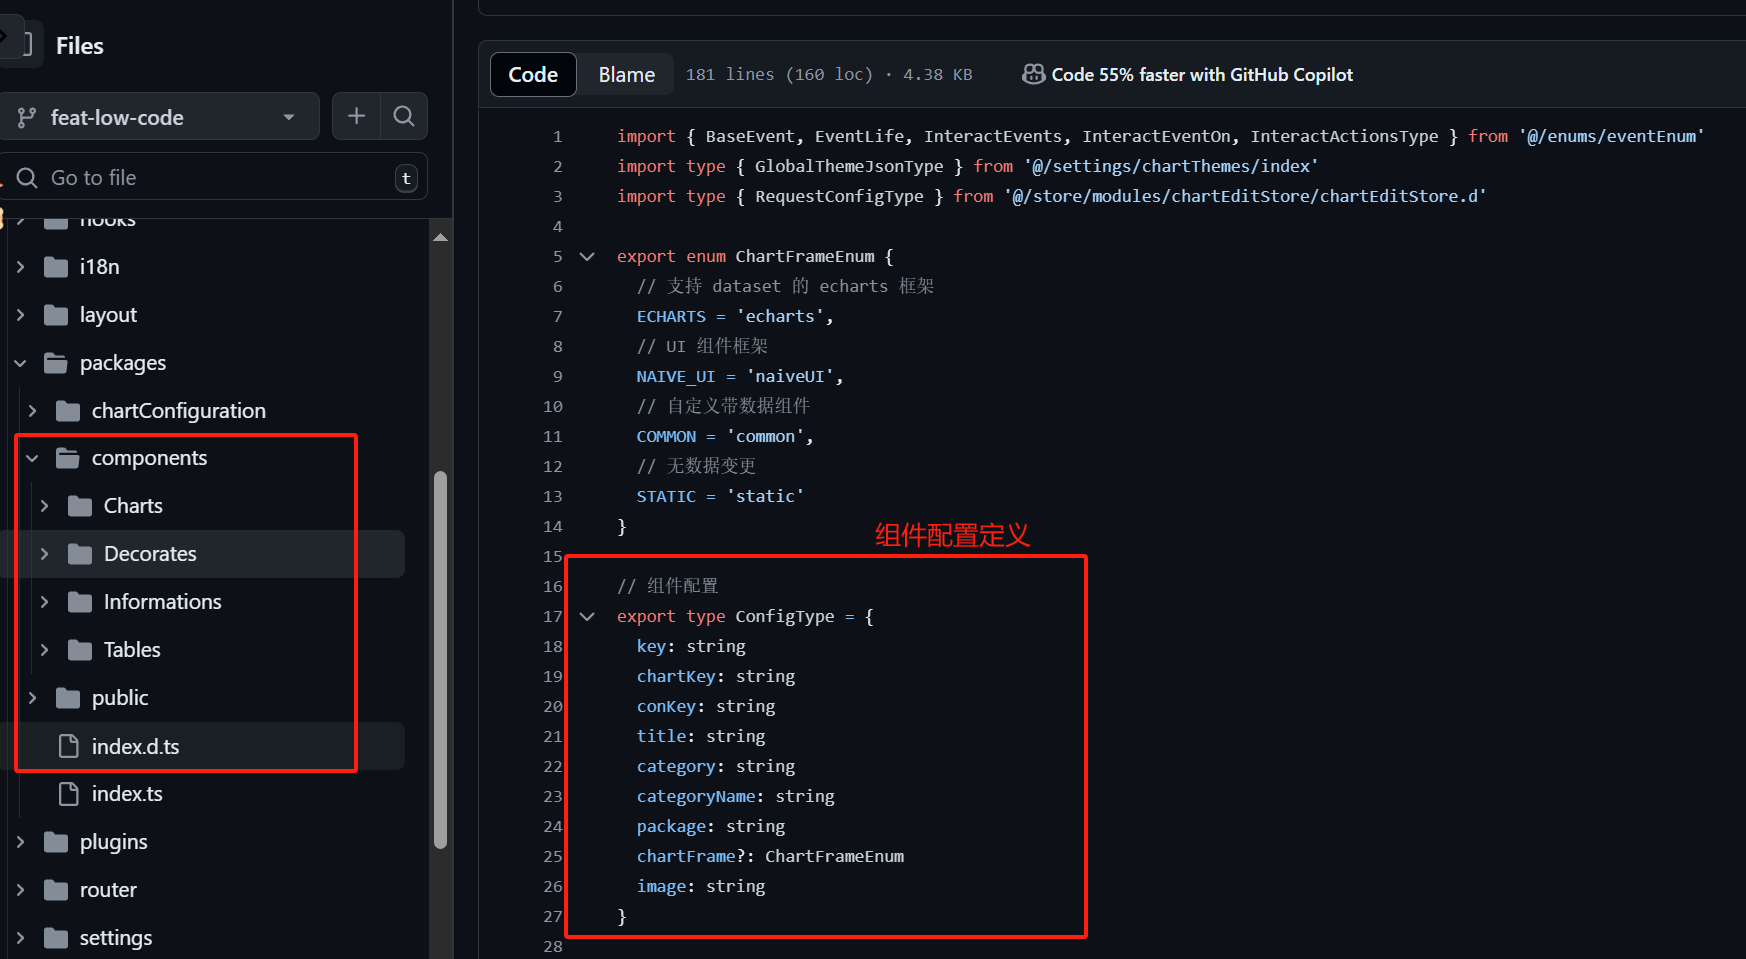 Files
feat-low-code
Go to file
t
hooks
i18n
layout
packages
chartConfiguration
components
Charts
Decorates
Informations
Tables
public
index.d.ts
index.ts
plugins
router
settings
Code
Blame
181 lines (160 loc) · 4.38 KB
Code 55% faster with GitHub Copilot
1 import { BaseEvent, EventLife, InteractEvents, InteractEventOn, InteractActionsType } from '@/enums/eventEnum'
2 import type { GlobalThemeJsonType } from '@/settings/chartThemes/index'
3 import type { RequestConfigType } from '@/store/modules/chartEditStore/chartEditStore.d'
4
5 export enum ChartFrameEnum {
6 // 支持 dataset 的 echarts 框架
7 ECHARTS = 'echarts',
8 // UI 组件框架
9 NAIVE_UI = 'naiveUI',
10 // 自定义带数据组件
11 COMMON = 'common',
12 // 无数据变更
13 STATIC = 'static'
14 }
组件配置定义
15
16 // 组件配置
17 export type ConfigType = {
18 key: string
19 chartKey: string
20 conKey: string
21 title: string
22 category: string
23 categoryName: string
24 package: string
25 chartFrame?: ChartFrameEnum
26 image: string
27 }
28